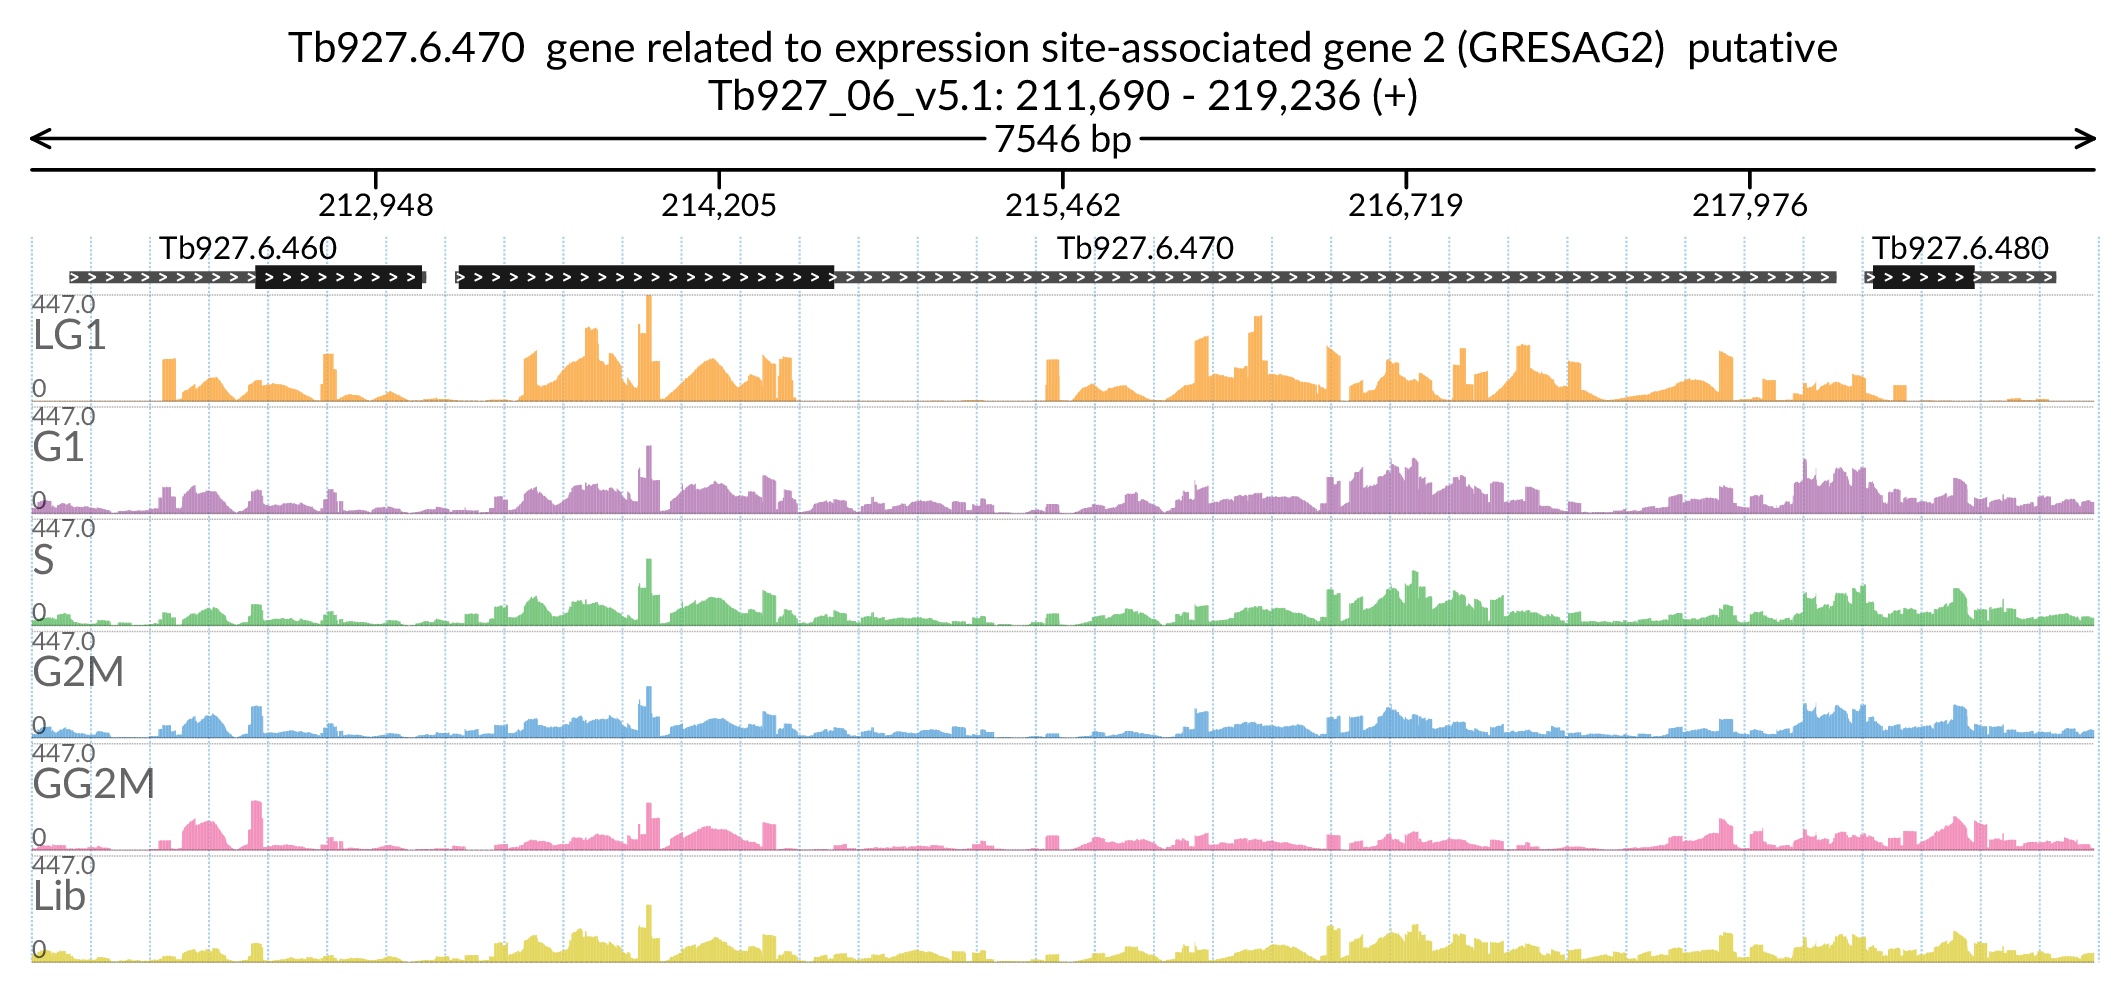 Tb927.6.470  gene related to expression site-associated gene 2 (GRESAG2)  putative
Tb927_06_v5.1: 211,690 - 219,236 (+)
7546 bp
212,948 214,205 215,462 216,719 217,976
Tb927.6.460 Tb927.6.470 Tb927.6.480
447.0
LG1
0
447.0
G1
0
447.0
S
0
447.0
G2M
0
447.0
GG2M
0
447.0
Lib
0